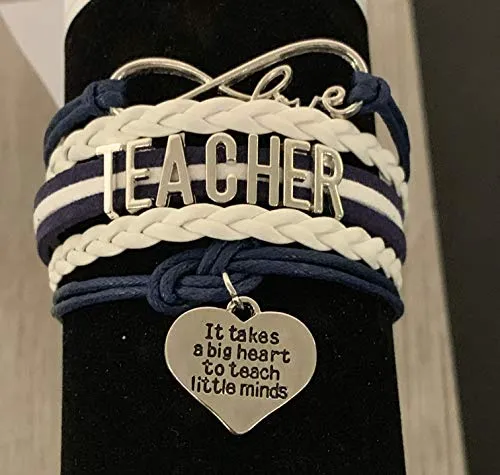 love
TEACHER
It takes
a big heart
to teach
little minds